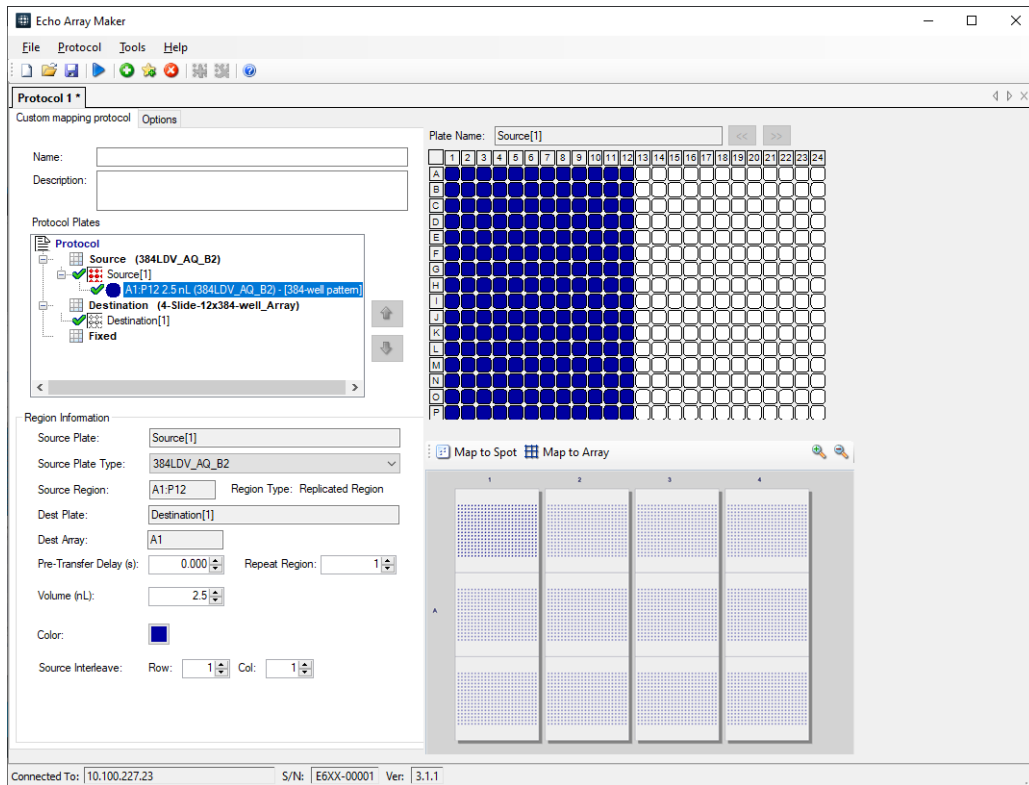 Echo Array Maker
File Protocol Tools Help
Protocol 1 *
Custom mapping protocol Options
Name:
Description:
Protocol Plates
Protocol
Source (384LDV_AQ_B2)
Source[1]
A1:P12 2.5 nL (384LDV_AQ_B2) - [384-well pattern]
Destination (4-Slide-12x384-well_Array)
Destination[1]
Fixed
Region Information
Source Plate: Source[1]
Source Plate Type: 384LDV_AQ_B2
Source Region: A1:P12 Region Type: Replicated Region
Dest Plate: Destination[1]
Dest Array: A1
Pre-Transfer Delay (s): 0.000 Repeat Region: 1
Volume (nL): 2.5
Color:
Source Interleave: Row: 1 Col: 1
Plate Name: Source[1] << >>
1 2 3 4 5 6 7 8 9 10 11 12 13 14 15 16 17 18 19 20 21 22 23 24
A
B
C
D
E
F
G
H
I
J
K
L
M
N
O
P
Map to Spot Map to Array
1 2 3 4
A
Connected To: 10.100.227.23 S/N: E6XX-00001 Ver: 3.1.1